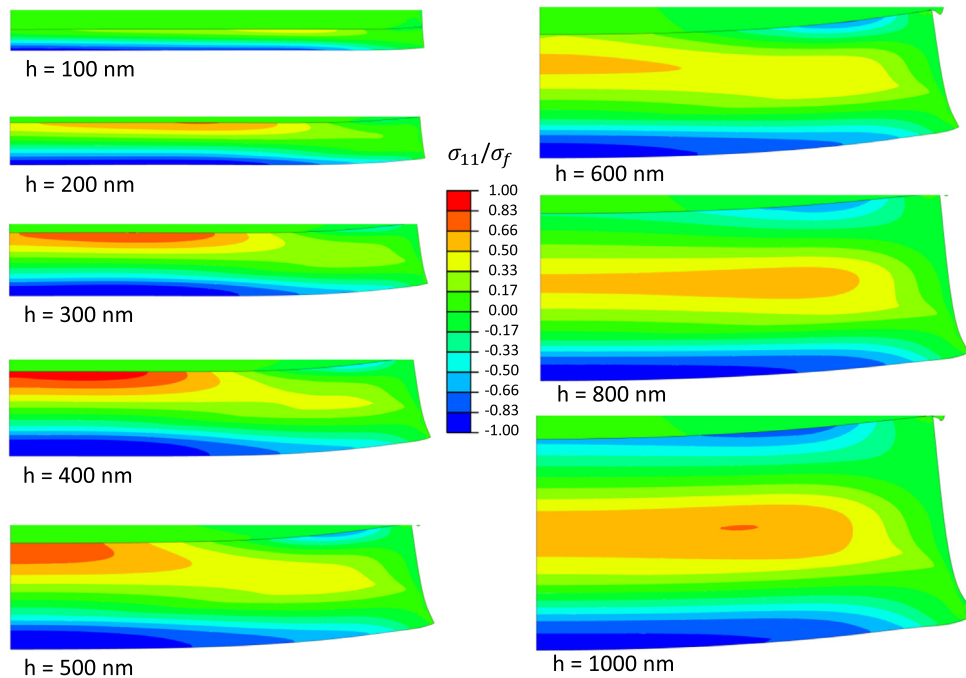 h = 100 nm
h = 200 nm
h = 300 nm
h = 400 nm
h = 500 nm
σ₁₁/σ_f
1.00
0.83
0.66
0.50
0.33
0.17
0.00
-0.17
-0.33
-0.50
-0.66
-0.83
-1.00
h = 600 nm
h = 800 nm
h = 1000 nm